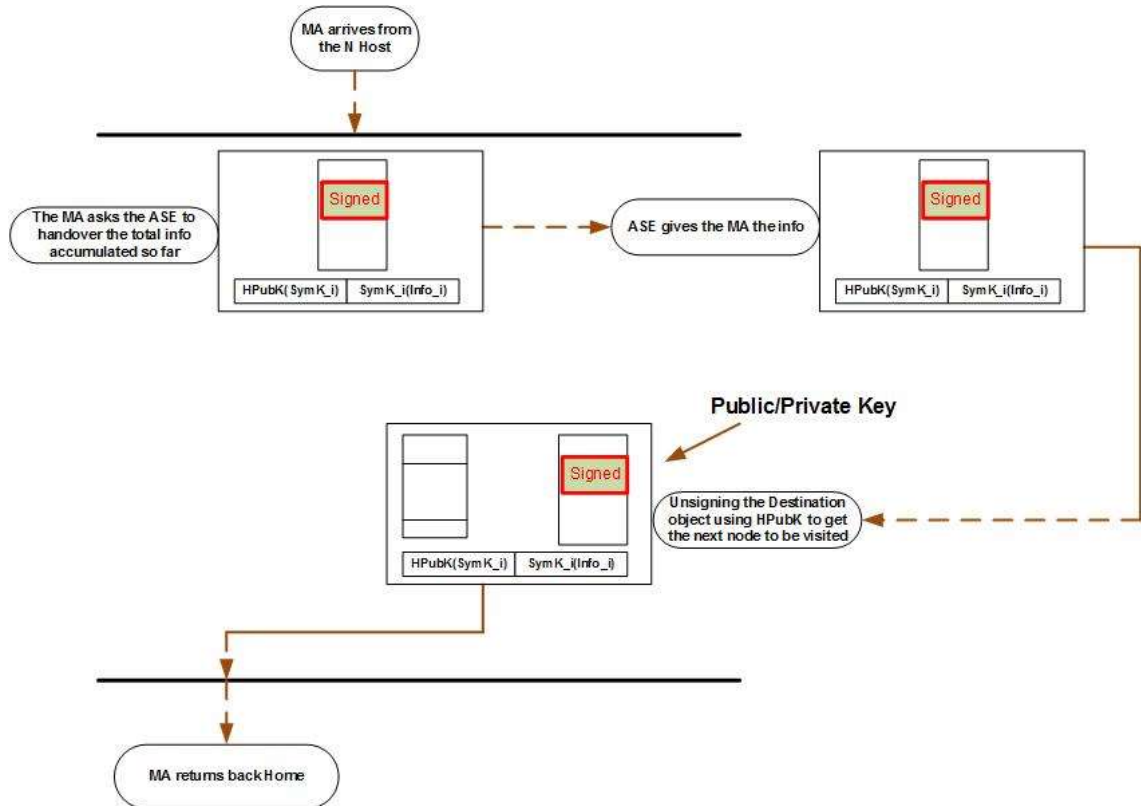 MA arrives from
the N Host
Signed
The MA asks the ASE to
handover the total info
accumulated so far
HPubK(SymK_i)
SymK_i(Info_i)
ASE gives the MA the info
Signed
HPubK(SymK_i)
SymK_i(Info_i)
Public/Private Key
Signed
Unsigning the Destination
object using HPubK to get
the next node to be visited
HPubK(SymK_i)
SymK_i(Info_i)
MA returns back Home